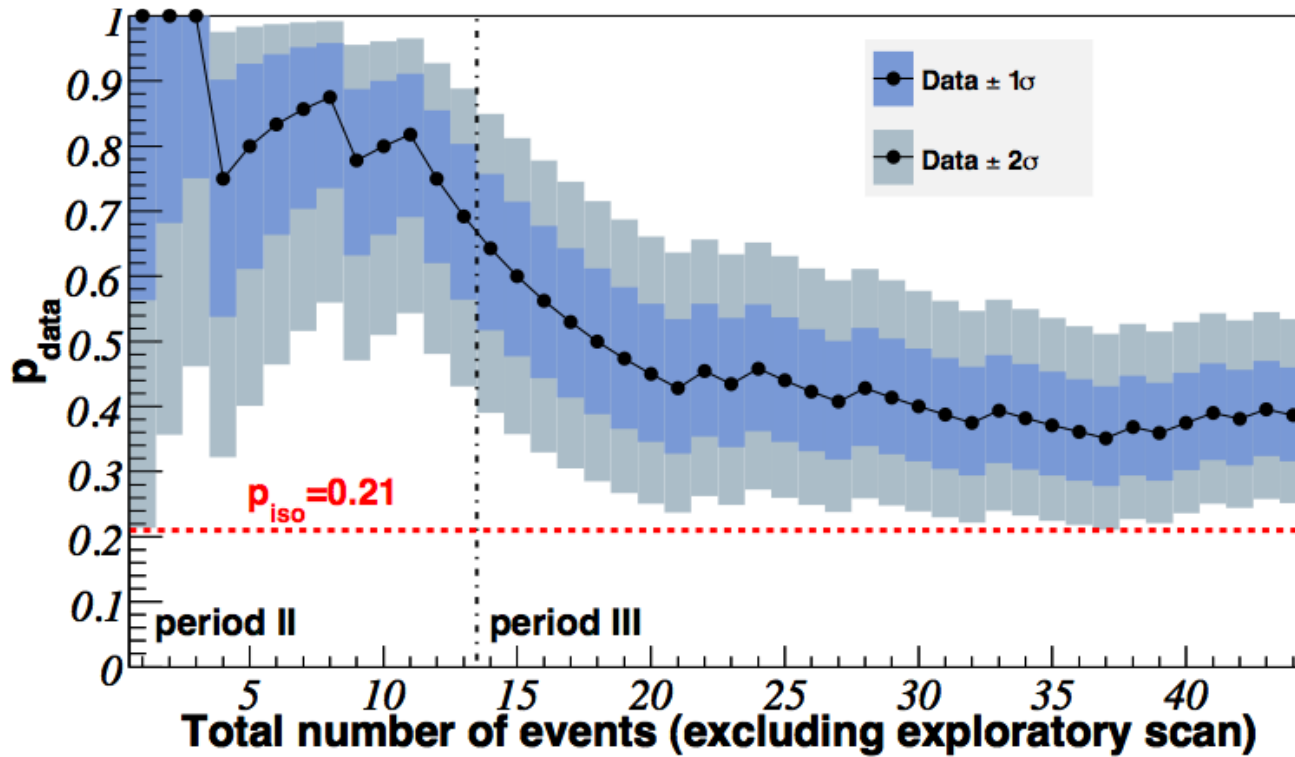 1
0.9
0.8
0.7
0.6
0.5
0.4
0.3
0.2
0.1
0
p_data
Data ± 1σ
Data ± 2σ
p_iso=0.21
period II
period III
5 10 15 20 25 30 35 40
Total number of events (excluding exploratory scan)